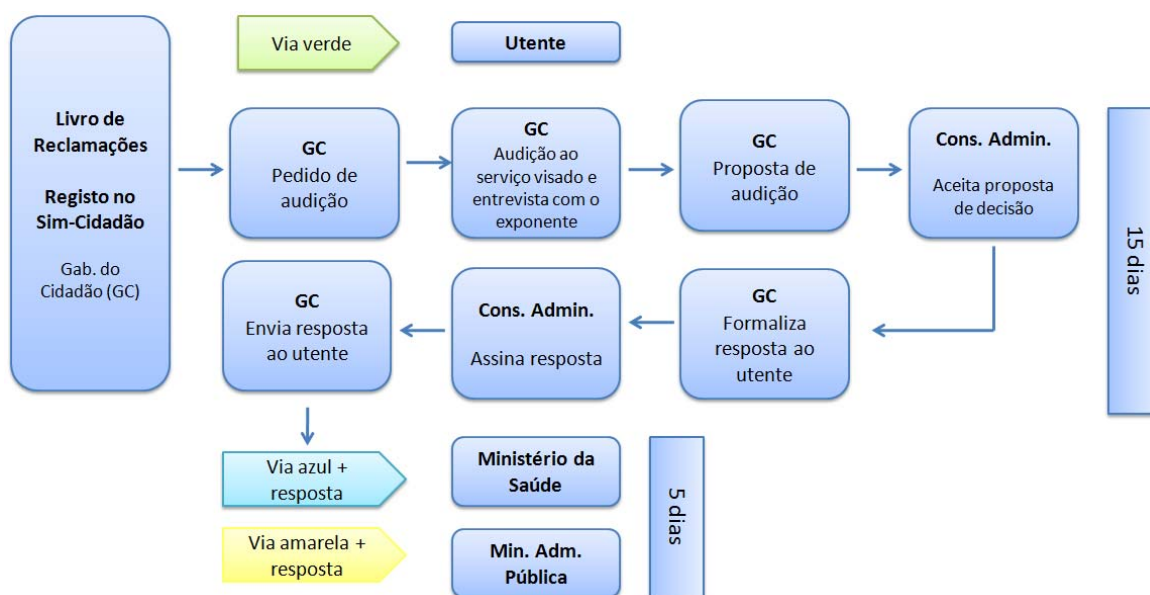 Livro de
Reclamações
Registo no
Sim-Cidadão
Gab. do
Cidadão (GC)
Via verde
Utente
GC
Pedido de
audição
GC
Audição ao
serviço visado e
entrevista com o
exponente
GC
Proposta de
audição
Cons. Admin.
Aceita proposta
de decisão
15 dias
GC
Formaliza
resposta ao
utente
Cons. Admin.
Assina resposta
GC
Envia resposta
ao utente
Via azul +
resposta
Ministério da
Saúde
5 dias
Via amarela +
resposta
Min. Adm.
Pública